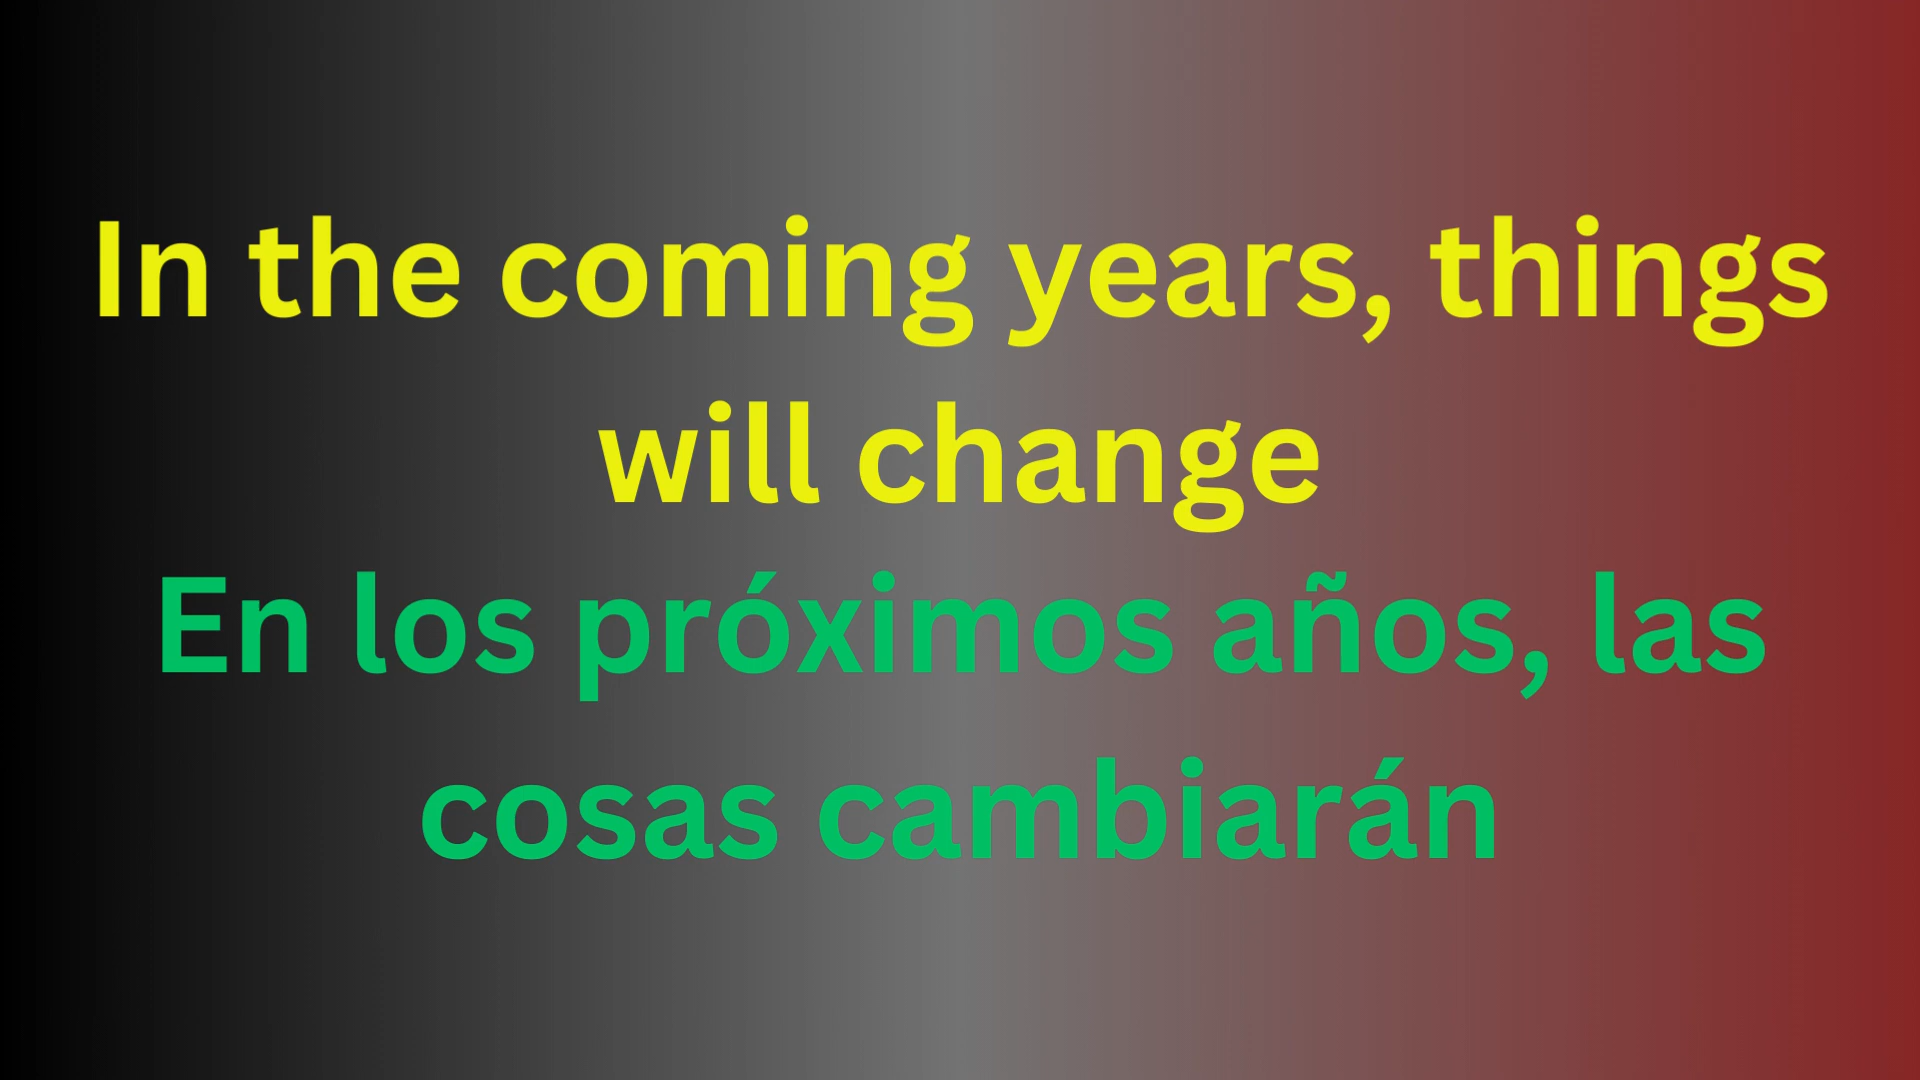 In the coming years, things
will change
En los próximos años, las
cosas cambiarán